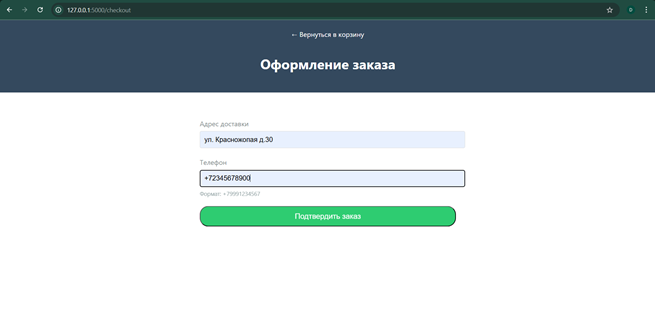 127.0.0.1:5000/checkout
D
← Вернуться в корзину
Оформление заказа
Адрес доставки
ул. Красножопая д.30
Телефон
+72345678900
Формат: +79991234567
Подтвердить заказ